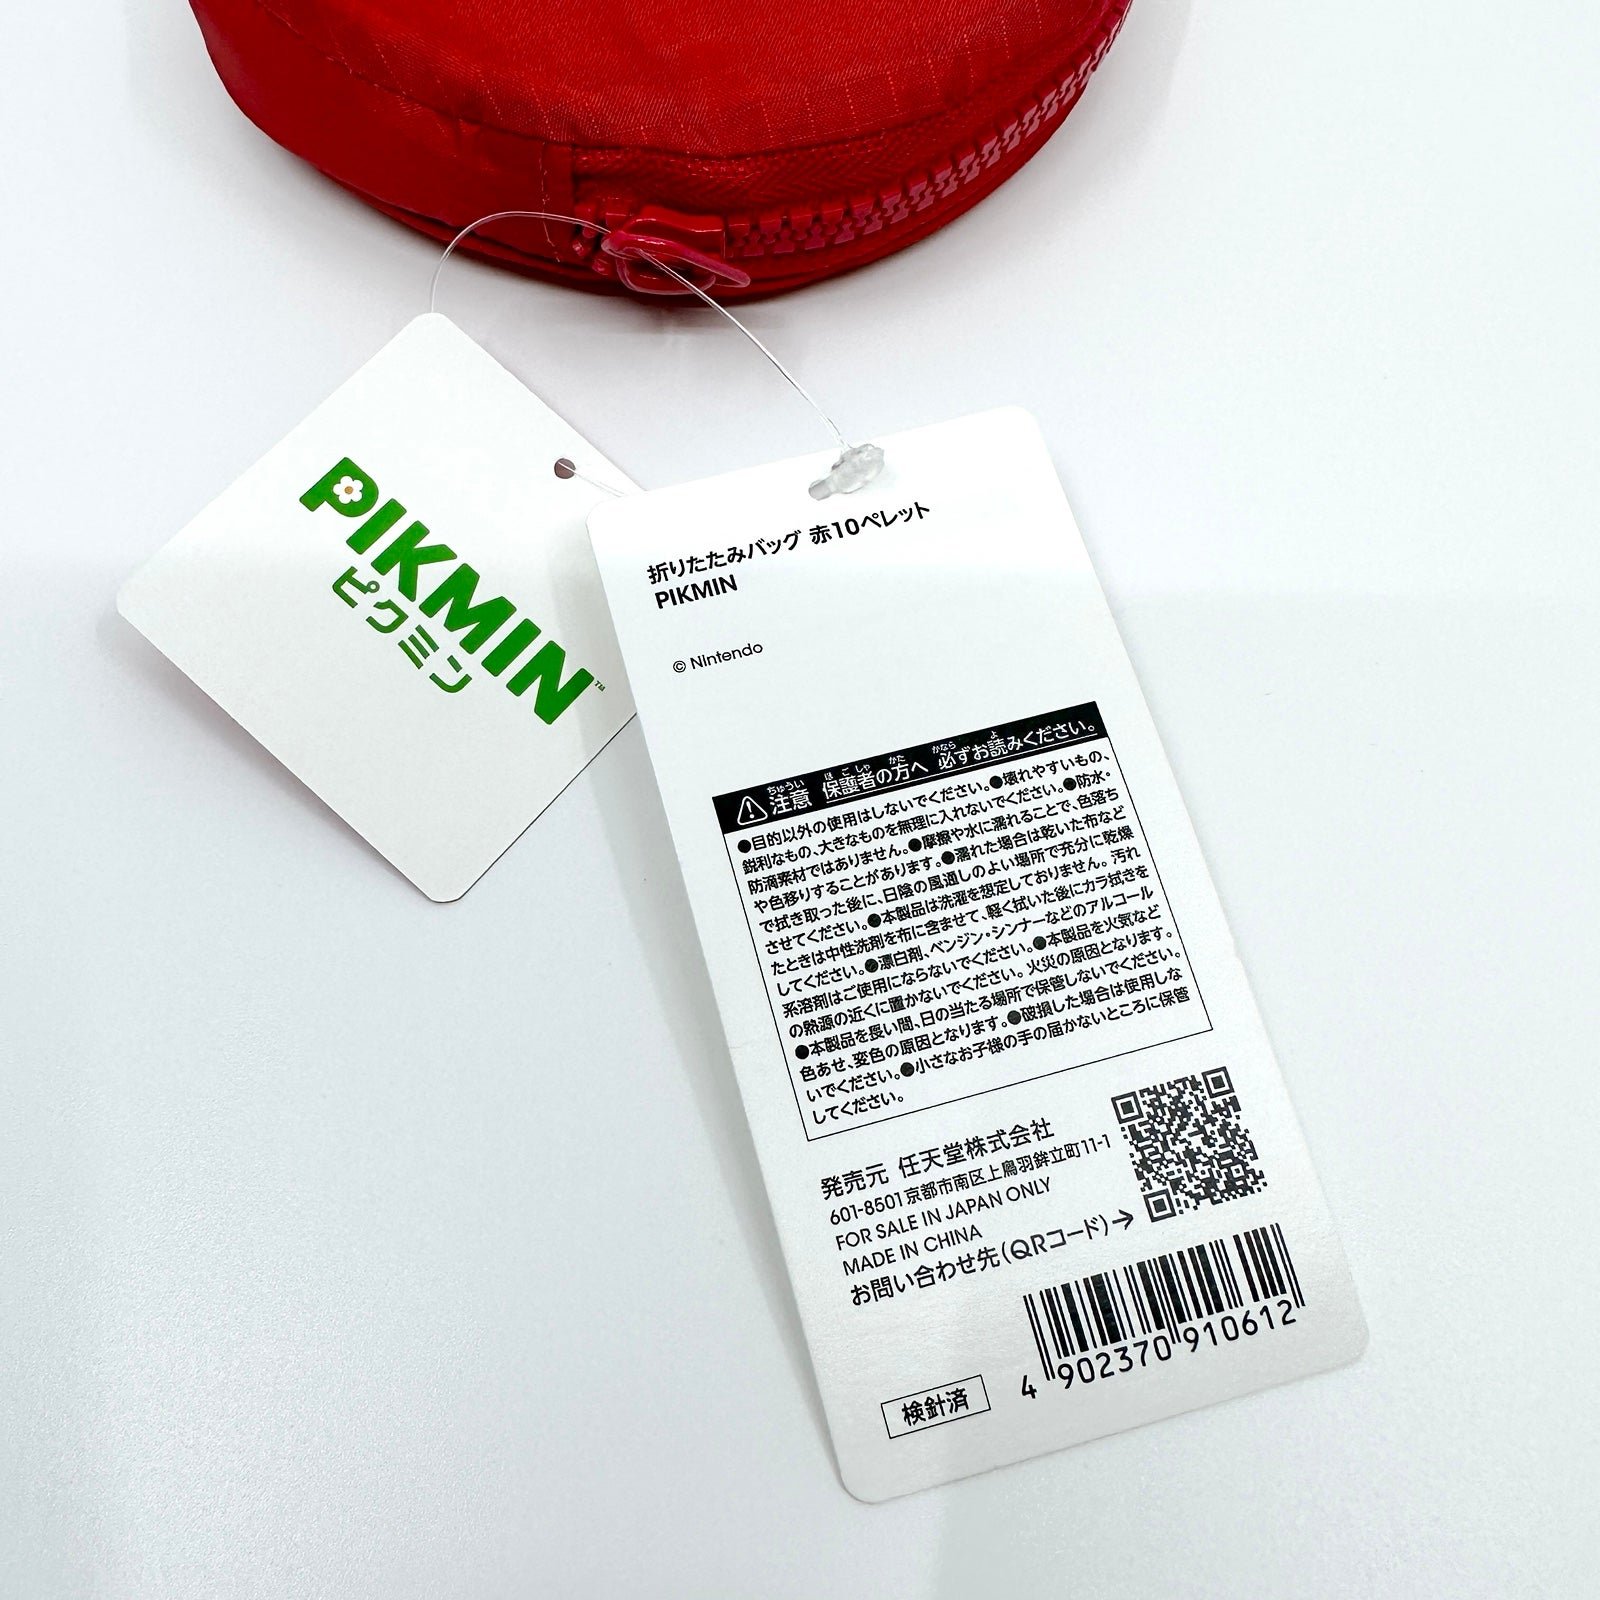 PIKMIN™
ピクミン
折りたたみバッグ 赤10ペレット
PIKMIN
© Nintendo
注意 保護者の方へ 必ずお読みください。
●目的以外の使用はしないでください。●壊れやすいもの、
鋭利なもの、大きなものを無理に入れないでください。●防水・
防滴素材ではありません。●摩擦や水に濡れることで、色落ち
や色移りすることがあります。●濡れた場合は乾いた布など
で拭き取った後に、日陰の風通しのよい場所で充分に乾燥
させてください。●本製品は洗濯を想定しておりません。汚れ
たときは中性洗剤を布に含ませて、軽く拭いた後にカラ拭きを
してください。●漂白剤、ベンジン・シンナーなどのアルコール
系溶剤はご使用にならないでください。●本製品を火気など
の熱源の近くに置かないでください。火災の原因となります。
●本製品を長い間、日の当たる場所で保管しないでください。
色あせ、変色の原因となります。●破損した場合は使用しな
いでください。●小さなお子様の手の届かないところに保管
してください。
発売元 任天堂株式会社
601-8501 京都市南区上鳥羽鉾立町11-1
FOR SALE IN JAPAN ONLY
MADE IN CHINA
お問い合わせ先(QRコード)→
4 902370 910612
検針済